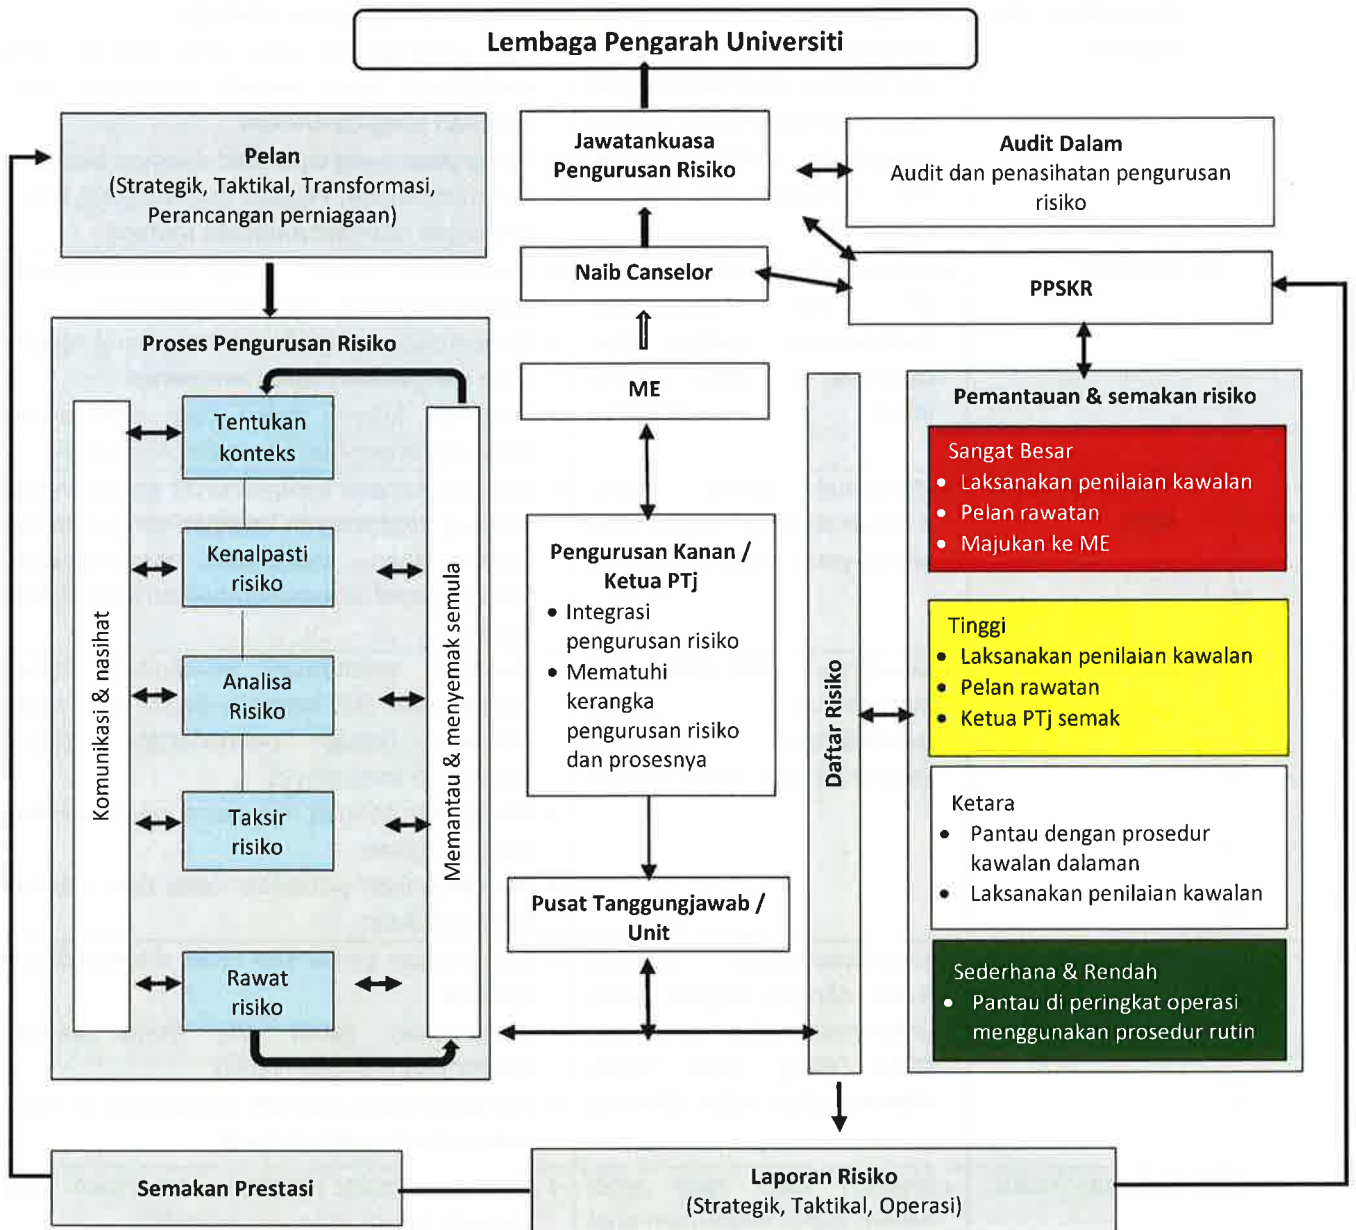 Lembaga Pengarah Universiti
Pelan
(Strategik, Taktikal, Transformasi,
Perancangan perniagaan)
Jawatankuasa
Pengurusan Risiko
Audit Dalam
Audit dan penasihatan pengurusan
risiko
Naib Canselor
PPSKR
Proses Pengurusan Risiko
Komunikasi & nasihat
Tentukan
konteks
Kenalpasti
risiko
Analisa
Risiko
Taksir
risiko
Rawat
risiko
Memantau & menyemak semula
ME
Pengurusan Kanan /
Ketua PTj
• Integrasi
pengurusan risiko
• Mematuhi
kerangka
pengurusan risiko
dan prosesnya
Pusat Tanggungjawab /
Unit
Daftar Risiko
Pemantauan & semakan risiko
Sangat Besar
• Laksanakan penilaian kawalan
• Pelan rawatan
• Majukan ke ME
Tinggi
• Laksanakan penilaian kawalan
• Pelan rawatan
• Ketua PTj semak
Ketara
• Pantau dengan prosedur
kawalan dalaman
• Laksanakan penilaian kawalan
Sederhana & Rendah
• Pantau di peringkat operasi
menggunakan prosedur rutin
Semakan Prestasi
Laporan Risiko
(Strategik, Taktikal, Operasi)